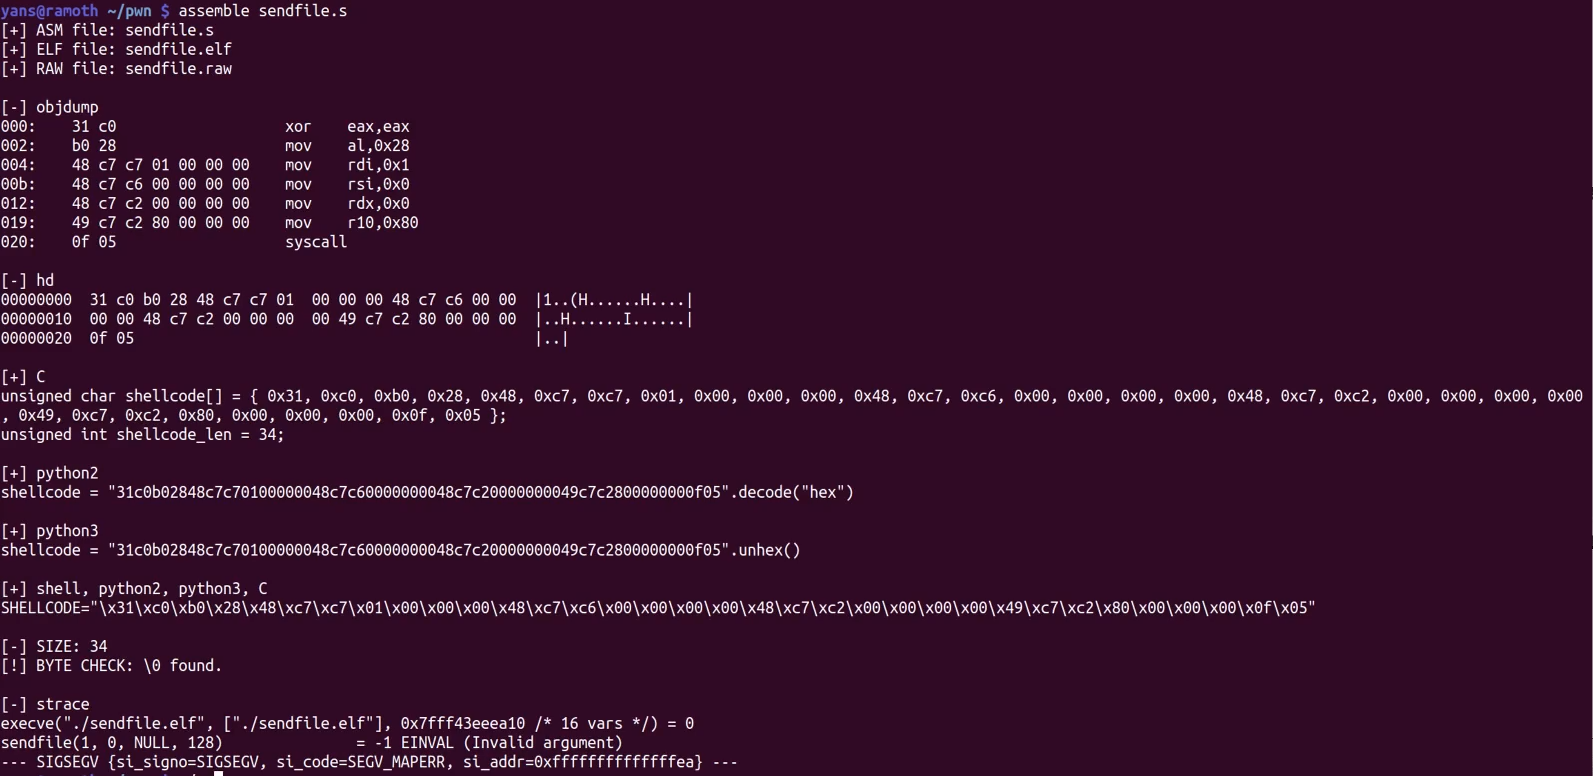 yans@ramoth ~/pwn $ assemble sendfile.s
[+] ASM file: sendfile.s
[+] ELF file: sendfile.elf
[+] RAW file: sendfile.raw
[-] objdump
000:    31 c0                   xor    eax,eax
002:    b0 28                   mov    al,0x28
004:    48 c7 c7 01 00 00 00    mov    rdi,0x1
00b:    48 c7 c6 00 00 00 00    mov    rsi,0x0
012:    48 c7 c2 00 00 00 00    mov    rdx,0x0
019:    49 c7 c2 80 00 00 00    mov    r10,0x80
020:    0f 05                   syscall
[-] hd
00000000  31 c0 b0 28 48 c7 c7 01  00 00 00 48 c7 c6 00 00  |1..(H......H....|
00000010  00 00 48 c7 c2 00 00 00  00 49 c7 c2 80 00 00 00  |..H......I......|
00000020  0f 05                                             |..|
[+] C
unsigned char shellcode[] = { 0x31, 0xc0, 0xb0, 0x28, 0x48, 0xc7, 0xc7, 0x01, 0x00, 0x00, 0x00, 0x48, 0xc7, 0xc6, 0x00, 0x00, 0x00, 0x00, 0x48, 0xc7, 0xc2, 0x00, 0x00, 0x00, 0x00
, 0x49, 0xc7, 0xc2, 0x80, 0x00, 0x00, 0x00, 0x0f, 0x05 };
unsigned int shellcode_len = 34;
[+] python2
shellcode = "31c0b02848c7c70100000048c7c60000000048c7c20000000049c7c2800000000f05".decode("hex")
[+] python3
shellcode = "31c0b02848c7c70100000048c7c60000000048c7c20000000049c7c2800000000f05".unhex()
[+] shell, python2, python3, C
SHELLCODE="\x31\xc0\xb0\x28\x48\xc7\xc7\x01\x00\x00\x00\x48\xc7\xc6\x00\x00\x00\x00\x48\xc7\xc2\x00\x00\x00\x00\x49\xc7\xc2\x80\x00\x00\x00\x0f\x05"
[-] SIZE: 34
[!] BYTE CHECK: \0 found.
[-] strace
execve("./sendfile.elf", ["./sendfile.elf"], 0x7fff43eeea10 /* 16 vars */) = 0
sendfile(1, 0, NULL, 128)               = -1 EINVAL (Invalid argument)
--- SIGSEGV {si_signo=SIGSEGV, si_code=SEGV_MAPERR, si_addr=0xffffffffffffffea} ---